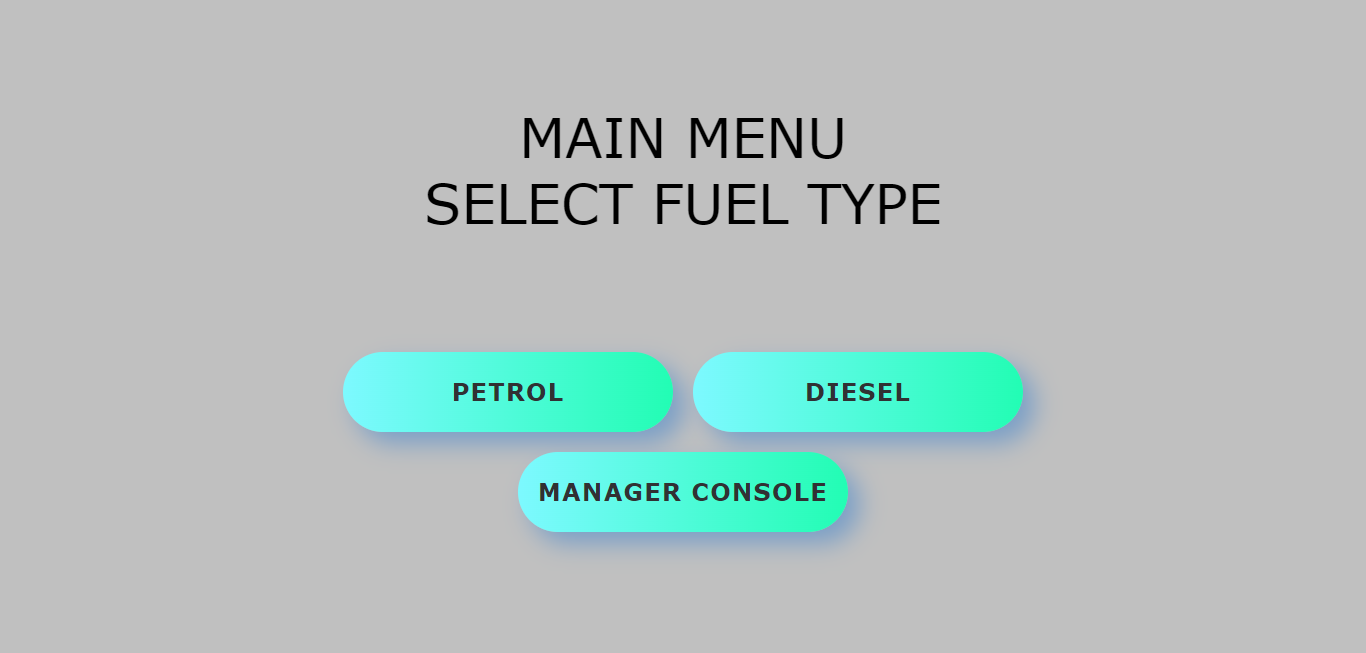 MAIN MENU
SELECT FUEL TYPE
PETROL
DIESEL
MANAGER CONSOLE